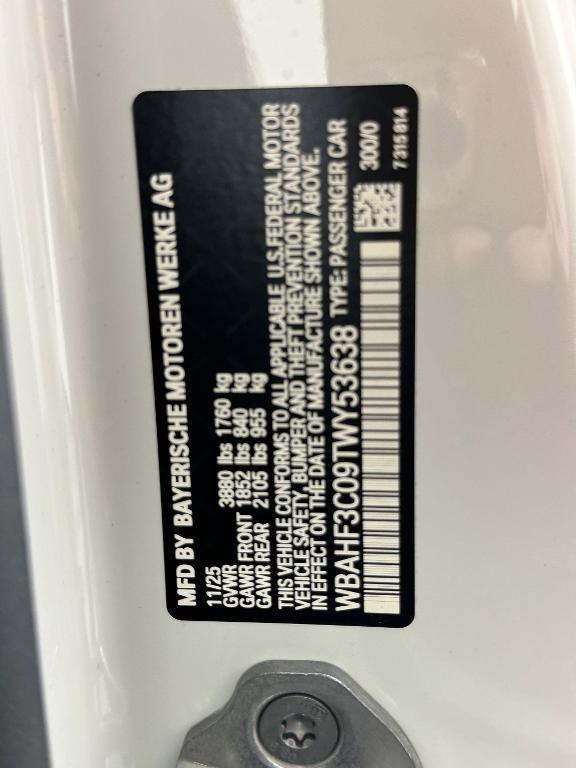 MFD BY BAYERISCHE MOTOREN WERKE AG
11/25
GVWR 3880 lbs 1760 kg
GAWR FRONT 1852 lbs 840 kg
GAWR REAR 2105 lbs 955 kg
THIS VEHICLE CONFORMS TO ALL APPLICABLE U.S.FEDERAL MOTOR
VEHICLE SAFETY, BUMPER AND THEFT PREVENTION STANDARDS
IN EFFECT ON THE DATE OF MANUFACTURE SHOWN ABOVE.
WBAHF3C09TWY53638 TYPE: PASSENGER CAR
300/0
7 315 814